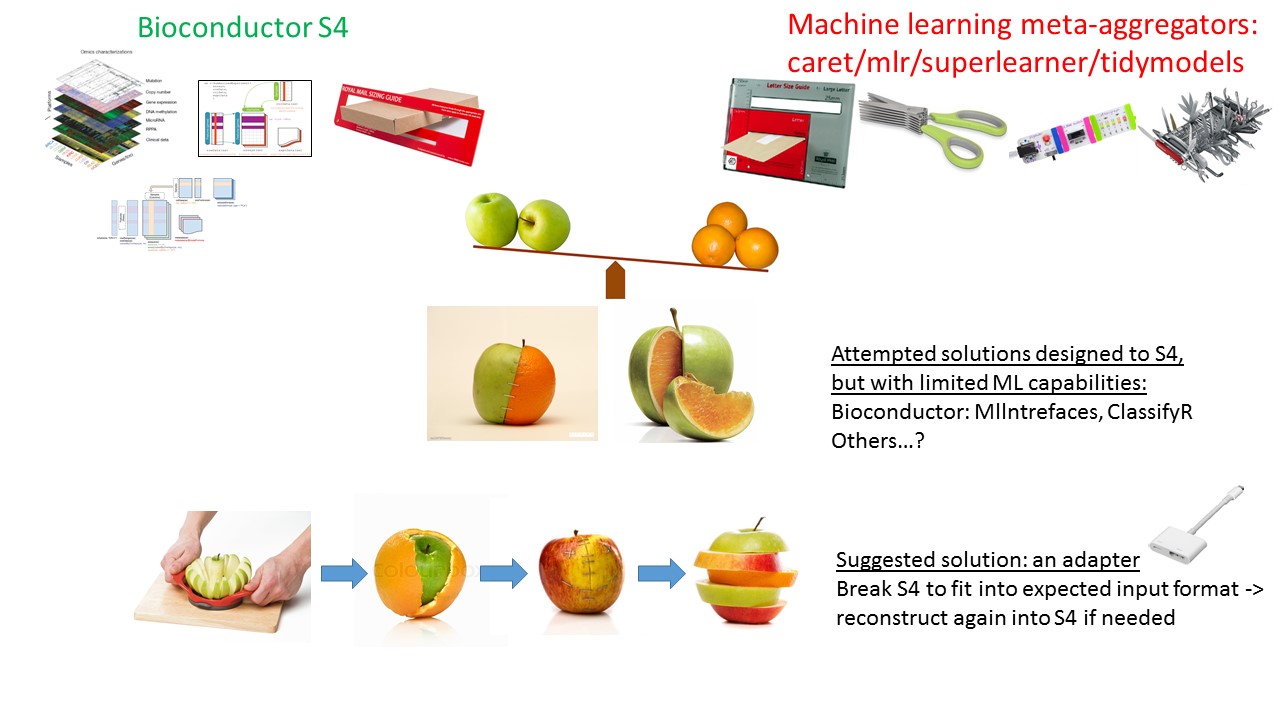 Bioconductor S4
Machine learning meta-aggregators:
caret/mlr/superlearner/tidymodels
Omics characterizations
Mutation
Copy number
Gene expression
DNA methylation
MicroRNA
RPPA
Clinical data
Platforms
Samples
ROYAL MAIL SIZING GUIDE
Letter Size Guide
Large Letter
Letter
Attempted solutions designed to S4,
but with limited ML capabilities:
Bioconductor: MlIntrefaces, ClassifyR
Others...?
Suggested solution: an adapter
Break S4 to fit into expected input format ->
reconstruct again into S4 if needed